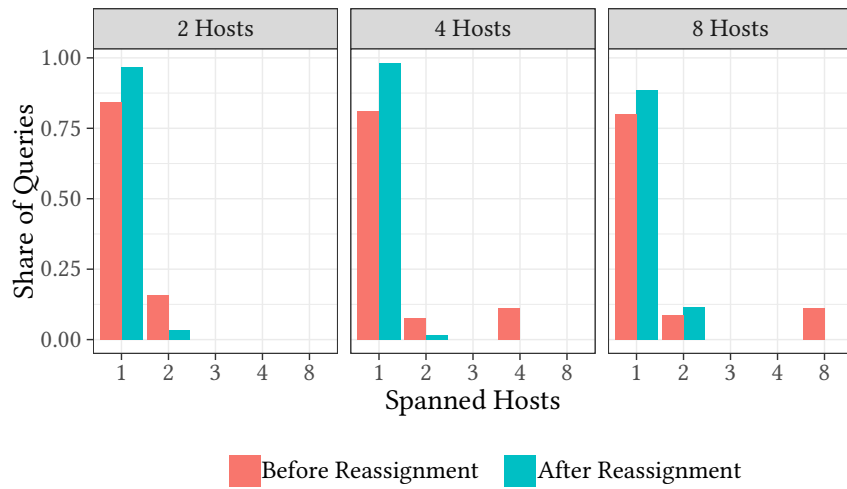 2 Hosts 4 Hosts 8 Hosts
1.00
0.75
0.50
0.25
0.00
Share of Queries
1 2 3 4 8 1 2 3 4 8 1 2 3 4 8
Spanned Hosts
Before Reassignment After Reassignment